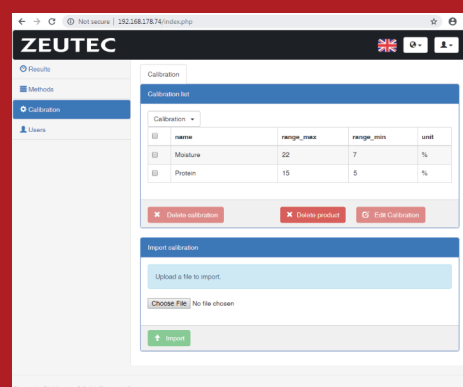 Not secure | 192.168.178.74/index.php
ZEUTEC
Results
Methods
Calibration
Users
Calibration
Calibration list
Calibration
name range_max range_min unit
Moisture 22 7 %
Protein 15 5 %
Delete calibration Delete product Edit Calibration
Import calibration
Upload a file to import.
Choose File No file chosen
Import